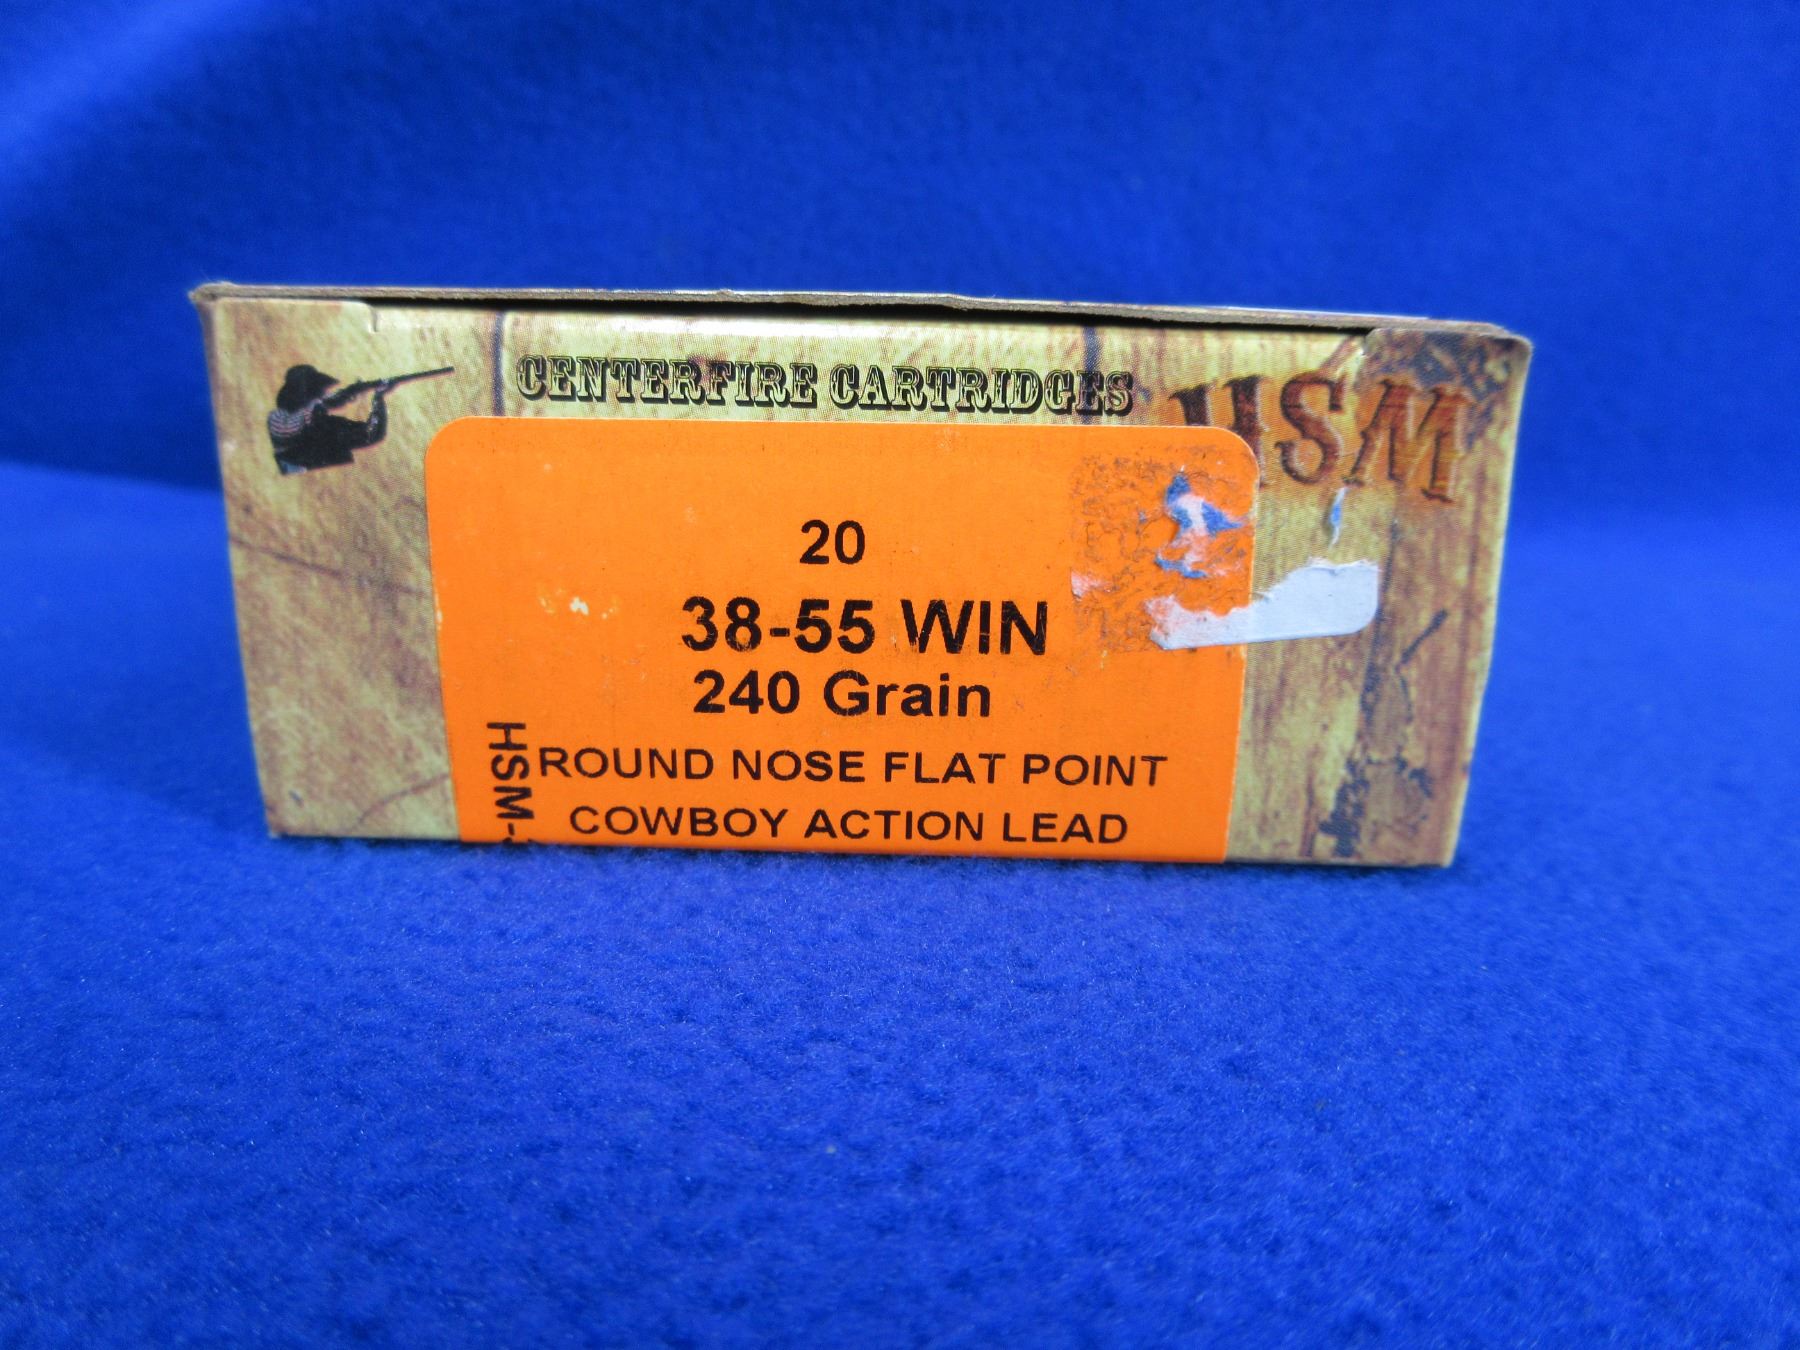 CENTERFIRE CARTRIDGES
HSM
20
38-55 WIN
240 Grain
ROUND NOSE FLAT POINT
COWBOY ACTION LEAD
HSM-